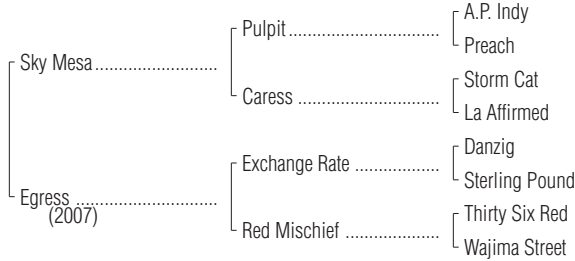 A.P. Indy
Pulpit
Preach
Sky Mesa
Storm Cat
Caress
La Affirmed
Danzig
Exchange Rate
Sterling Pound
Egress
(2007)
Thirty Six Red
Red Mischief
Wajima Street